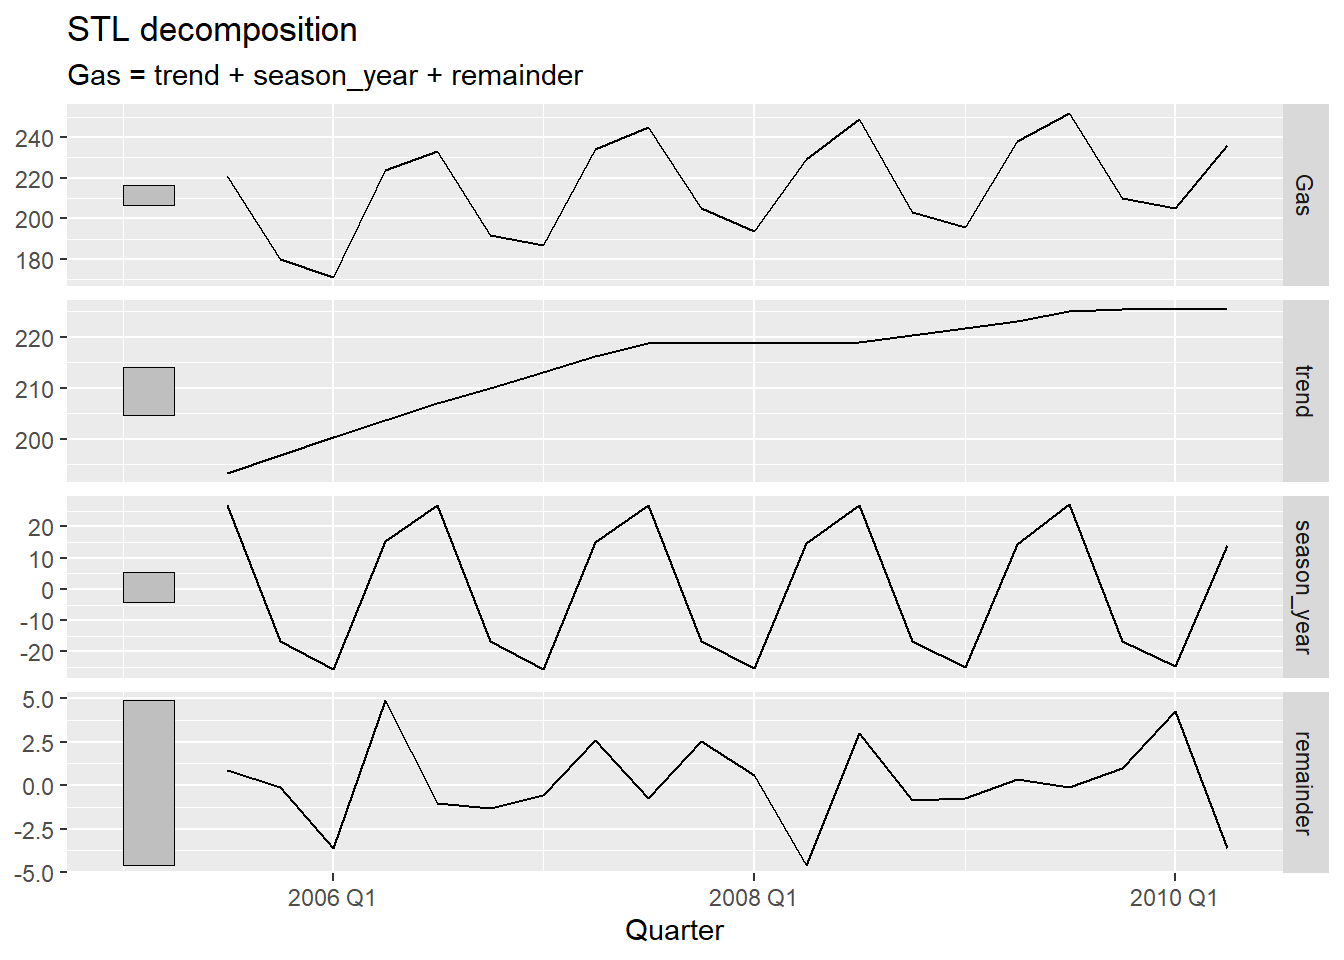 STL decomposition
Gas = trend + season_year + remainder
240
220
200
180
Gas
220
210
200
trend
20
10
0
-10
-20
season_year
5.0
2.5
0.0
-2.5
-5.0
remainder
2006 Q1
2008 Q1
2010 Q1
Quarter